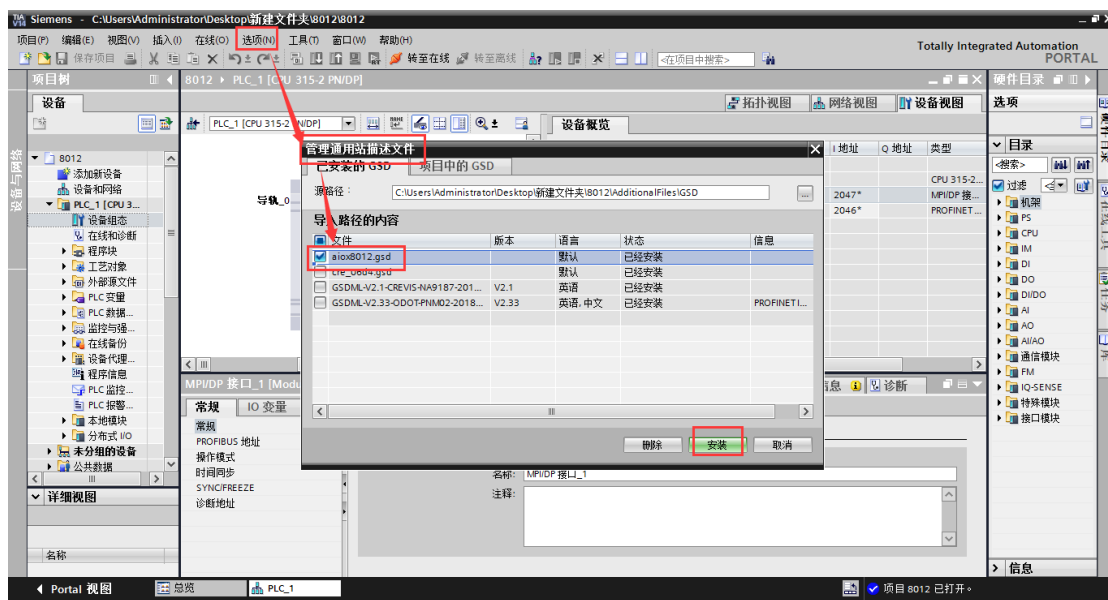 Siemens - C:\Users\Administrator\Desktop\新建文件夹\8012\8012
项目(P) 编辑(E) 视图(V) 插入(I) 在线(O) 选项(N) 工具(T) 窗口(W) 帮助(H)
Totally Integrated Automation
PORTAL
保存项目 转至在线 转至离线 <在项目中搜索>
项目树
8012 PLC_1 [CPU 315-2 PN/DP]
硬件目录
设备
拓扑视图 网络视图 设备视图
选项
PLC_1 [CPU 315-2 PN/DP]
设备概览
8012
添加新设备
设备和网络
PLC_1 [CPU 3...
设备组态
在线和诊断
程序块
工艺对象
外部源文件
PLC 变量
PLC 数据...
监控与强...
在线备份
设备代理...
程序信息
PLC 监控...
PLC 报警...
本地模块
分布式 I/O
未分组的设备
公共数据
详细视图
名称
设备与网络
导轨_0
管理通用站描述文件
已安装的 GSD 项目中的 GSD
源路径: C:\Users\Administrator\Desktop\新建文件夹\8012\AdditionalFiles\GSD
导入路径的内容
文件 版本 语言 状态 信息
aiox8012.gsd 默认 已经安装
cre_06d4.gsd 默认 已经安装
GSDML-V2.1-CREVIS-NA9187-201... V2.1 英语 已经安装
GSDML-V2.33-ODOT-PNM02-2018... V2.33 英语, 中文 已经安装 PROFINET I...
删除 安装 取消
I 地址 Q 地址 类型
CPU 315-2...
2047* MPI/DP 接...
2046* PROFINET...
MPI/DP 接口_1 [Modu
信息 诊断
常规 IO 变量
常规
PROFIBUS 地址
操作模式
时间同步
SYNC/FREEZE
诊断地址
名称: MPI/DP 接口_1
注释:
目录
<搜索>
过滤
机架
PS
CPU
IM
DI
DO
DI/DO
AI
AO
AI/AO
通信模块
FM
IQ-SENSE
特殊模块
接口模块
信息
Portal 视图 总览 PLC_1 项目 8012 已打开。